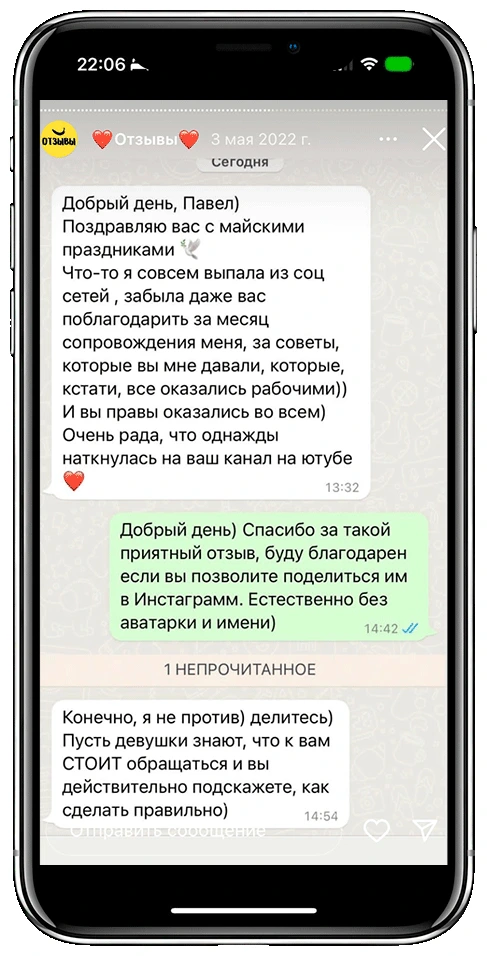 22:06
ОТЗЫВЫ ❤️Отзывы❤️ 3 мая 2022 г.
Сегодня
Добрый день, Павел)
Поздравляю вас с майскими
праздниками 🕊️
Что-то я совсем выпала из соц
сетей , забыла даже вас
поблагодарить за месяц
сопровождения меня, за советы,
которые вы мне давали, которые,
кстати, все оказались рабочими))
И вы правы оказались во всем)
Очень рада, что однажды
наткнулась на ваш канал на ютубе
❤️ 13:32
Добрый день) Спасибо за такой
приятный отзыв, буду благодарен
если вы позволите поделиться им
в Инстаграмм. Естественно без
аватарки и имени) 14:42
1 НЕПРОЧИТАННОЕ
Конечно, я не против) делитесь)
Пусть девушки знают, что к вам
СТОИТ обращаться и вы
действительно подскажете, как
сделать правильно) 14:54
Отправить сообщение